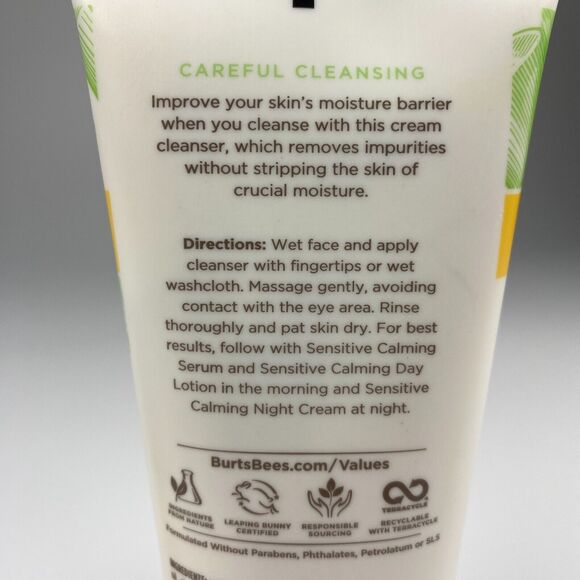 CAREFUL CLEANSING
Improve your skin's moisture barrier
when you cleanse with this cream
cleanser, which removes impurities
without stripping the skin of
crucial moisture.
Directions: Wet face and apply
cleanser with fingertips or wet
washcloth. Massage gently, avoiding
contact with the eye area. Rinse
thoroughly and pat skin dry. For best
results, follow with Sensitive Calming
Serum and Sensitive Calming Day
Lotion in the morning and Sensitive
Calming Night Cream at night.
BurtsBees.com/Values
INGREDIENTS
FROM NATURE
LEAPING BUNNY
CERTIFIED
RESPONSIBLE
SOURCING
TERRACYCLE
RECYCLABLE
WITH TERRACYCLE
Formulated Without Parabens, Phthalates, Petrolatum or SLS
INGREDIENTS: